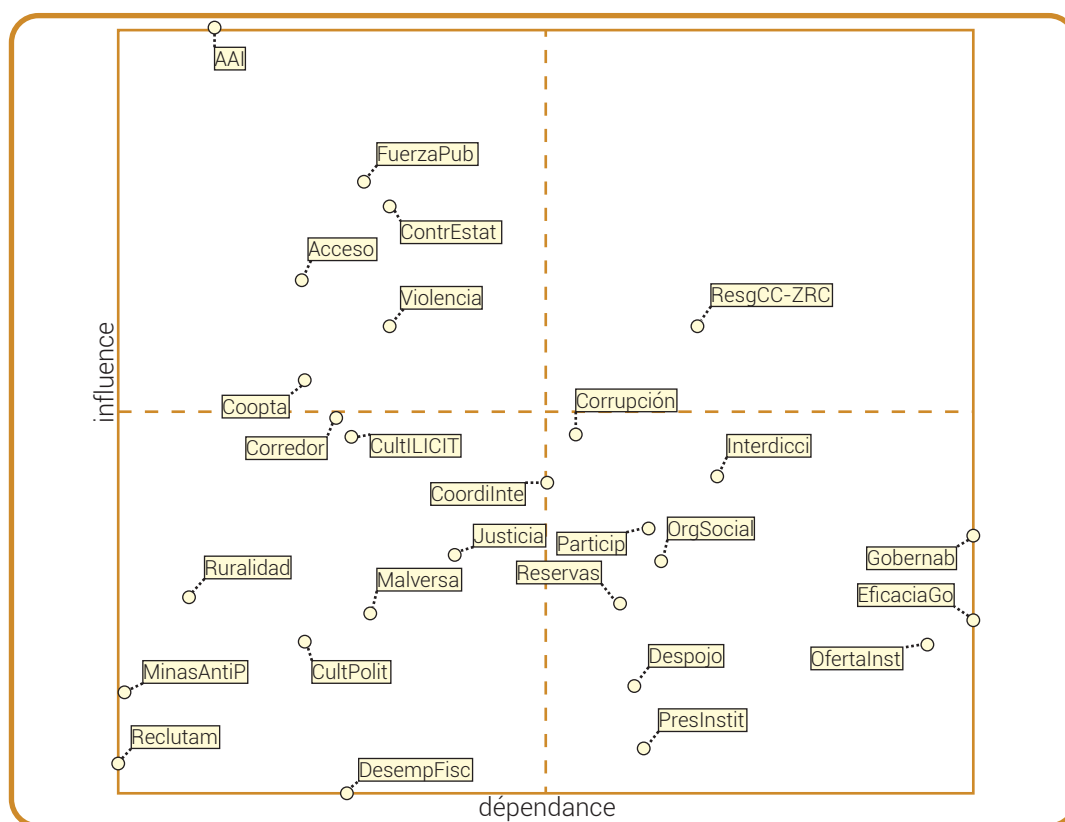 AAI
FuerzaPub
ContrEstat
Acceso
Violencia
ResgCC-ZRC
influence
Coopta
Corrupción
Corredor
CultILICIT
Interdicci
CoordiInte
Justicia
Particip
OrgSocial
Gobernab
Ruralidad
Malversa
Reservas
EficaciaGo
MinasAntiP
CultPolit
Despojo
OfertaInst
Reclutam
PresInstit
DesempFisc
dépendance